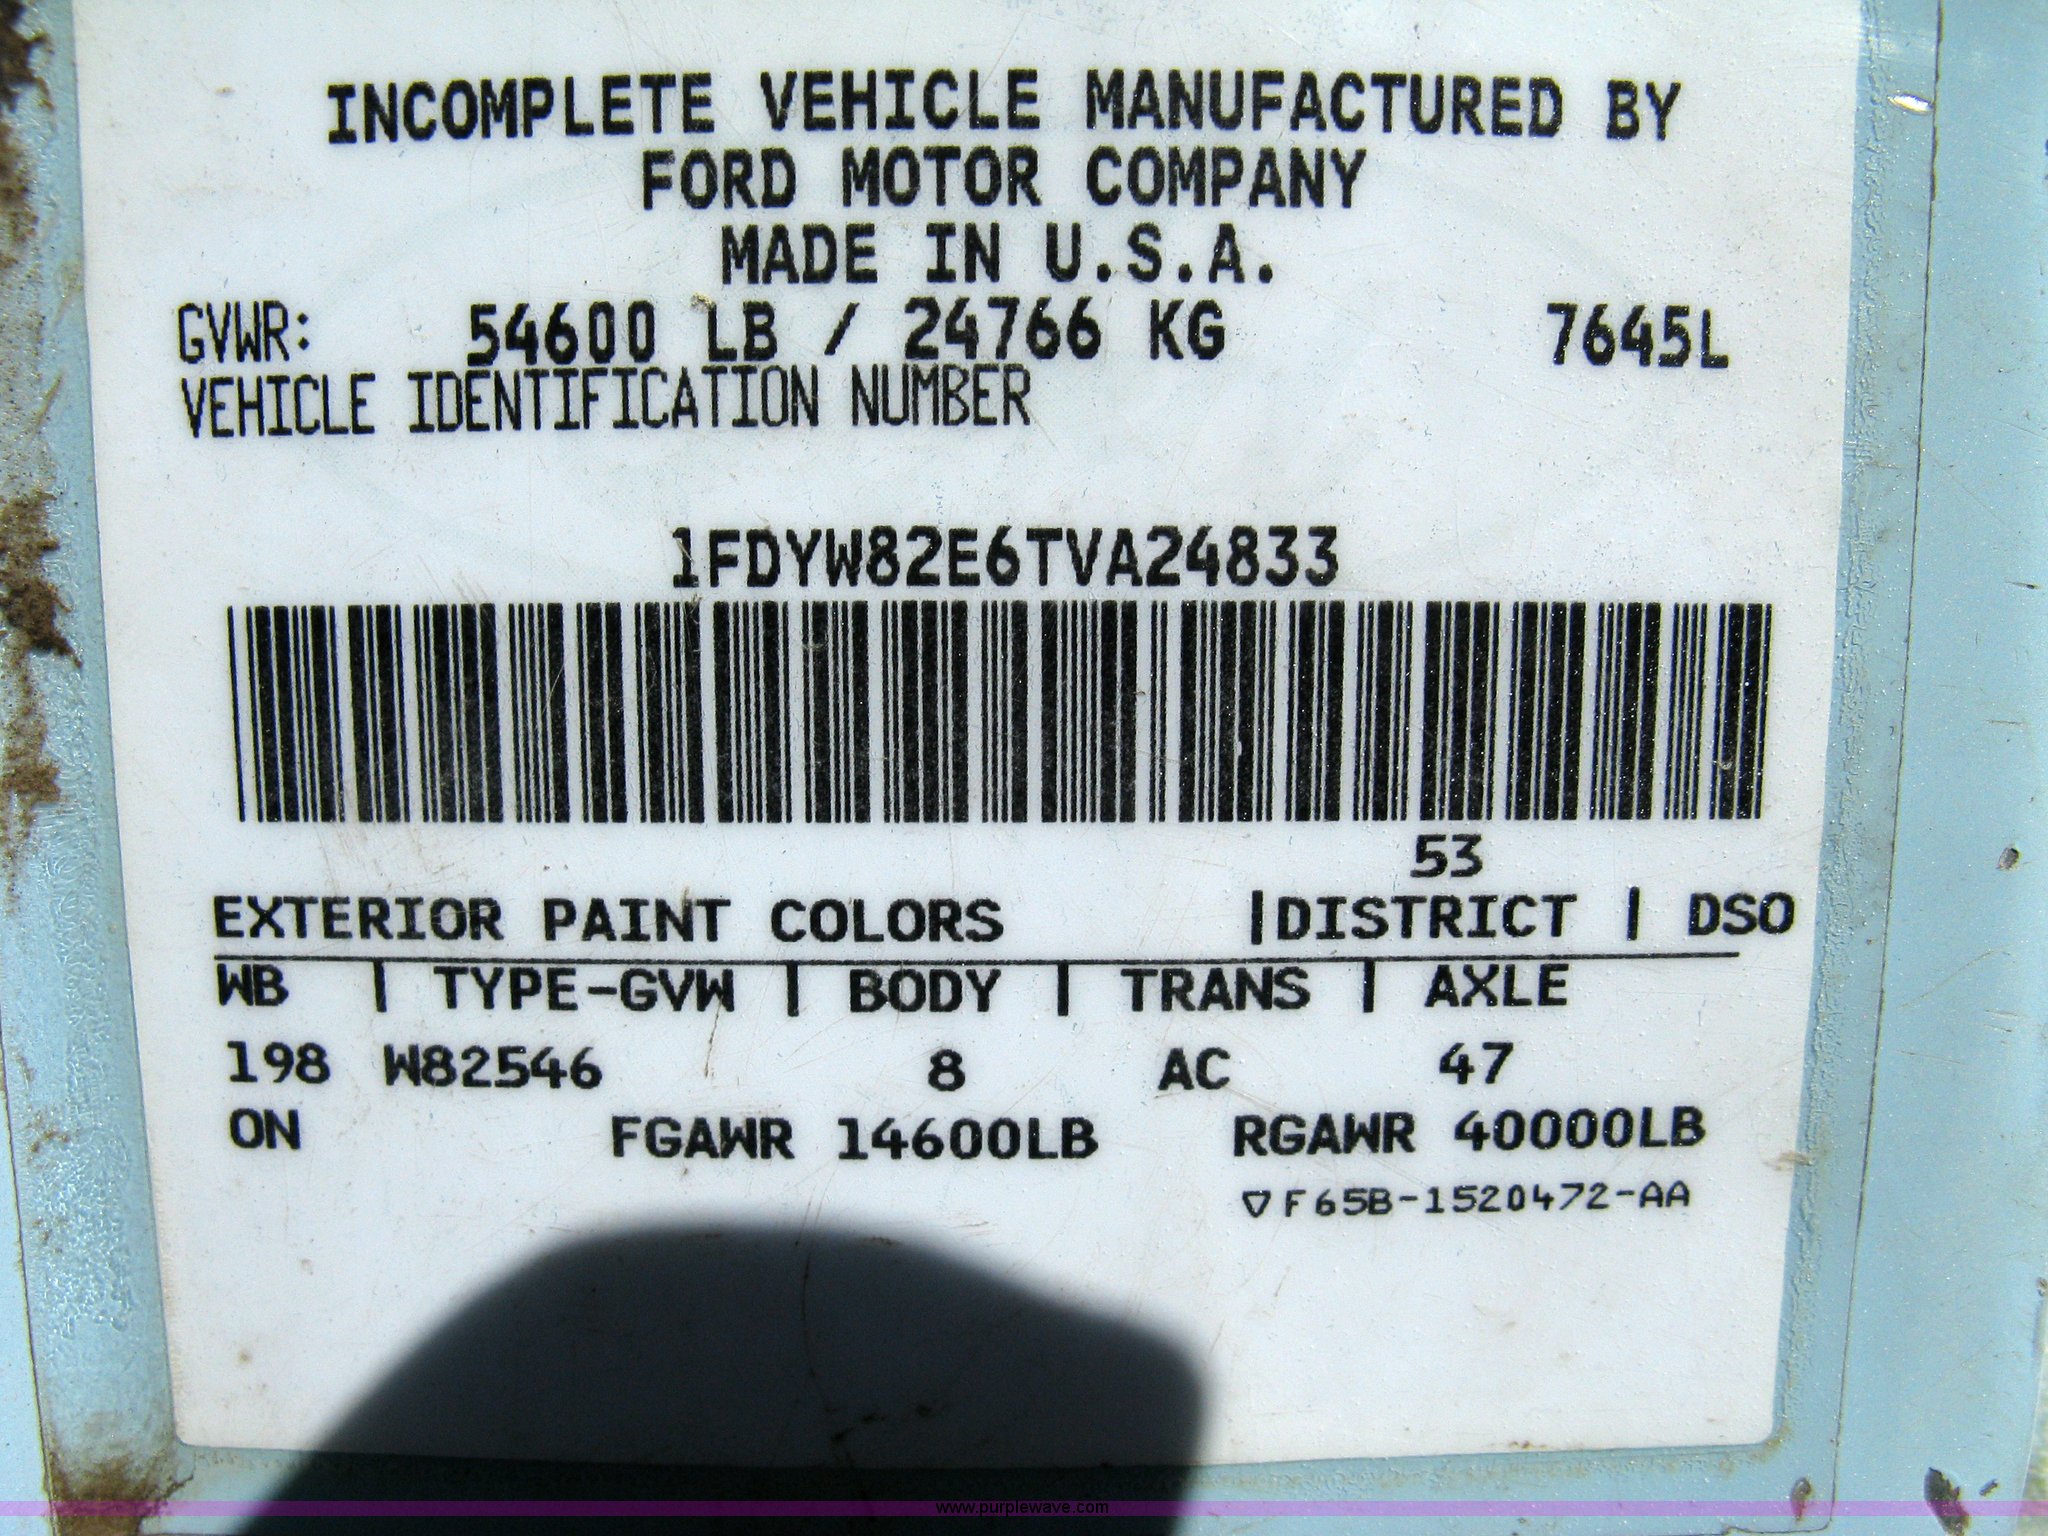 INCOMPLETE VEHICLE MANUFACTURED BY
FORD MOTOR COMPANY
MADE IN U.S.A.
GVWR: 54600 LB / 24766 KG 7645L
VEHICLE IDENTIFICATION NUMBER
1FDYW82E6TVA24833
53
EXTERIOR PAINT COLORS |DISTRICT | DSO
WB | TYPE-GVW | BODY | TRANS | AXLE
198 W82546 8 AC 47
ON FGAWR 14600LB RGAWR 40000LB
▽F65B-1520472-AA
www.purplewave.com